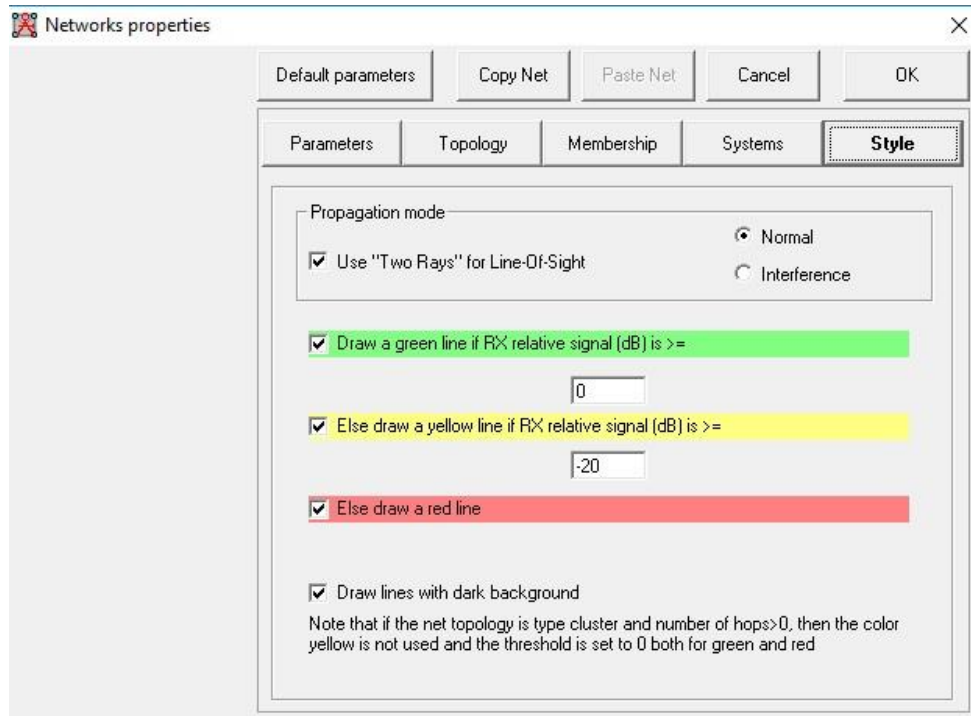 Networks properties
Default parameters
Copy Net
Paste Net
Cancel
OK
Parameters
Topology
Membership
Systems
Style
Propagation mode
Use "Two Rays" for Line-Of-Sight
Normal
Interference
Draw a green line if RX relative signal (dB) is >=
0
Else draw a yellow line if RX relative signal (dB) is >=
-20
Else draw a red line
Draw lines with dark background
Note that if the net topology is type cluster and number of hops>0, then the color
yellow is not used and the threshold is set to 0 both for green and red